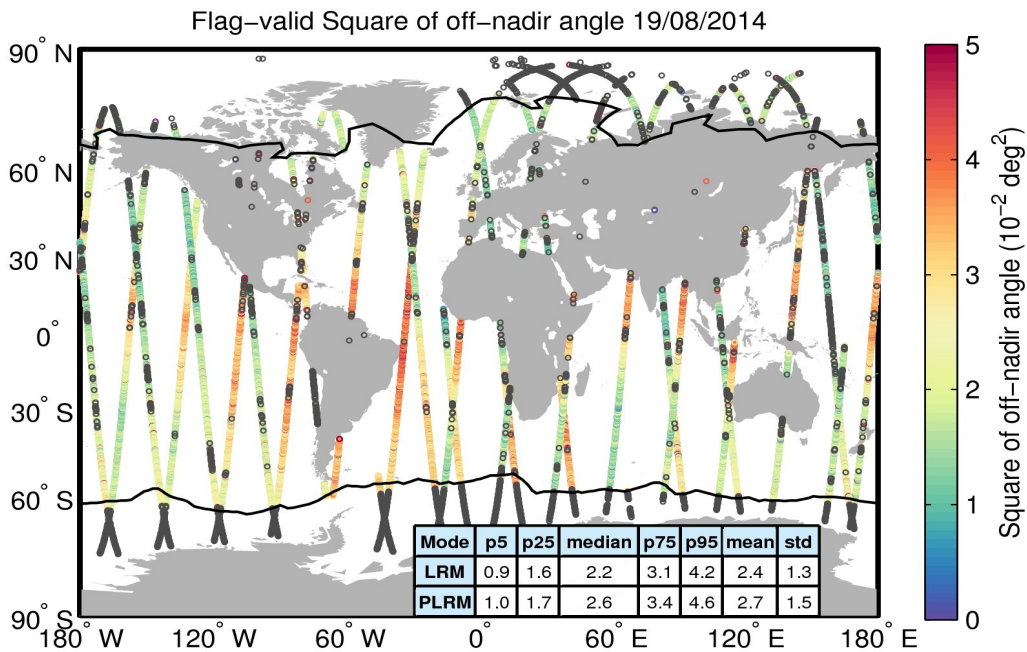 Flag−valid Square of off−nadir angle 19/08/2014
90° N
60° N
30° N
0°
30° S
60° S
90° S
180° W
120° W
60° W
0°
60° E
120° E
180° E
Mode p5 p25 median p75 p95 mean std
LRM 0.9 1.6 2.2 3.1 4.2 2.4 1.3
PLRM 1.0 1.7 2.6 3.4 4.6 2.7 1.5
5
4
3
2
1
0
Square of off−nadir angle (10⁻² deg²)